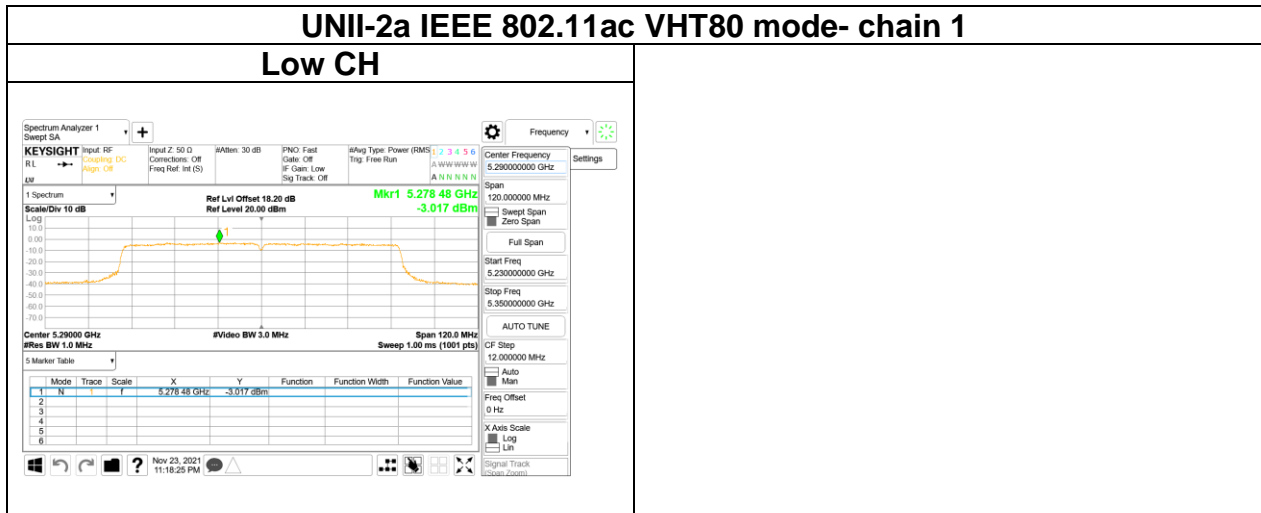 UNII-2a IEEE 802.11ac VHT80 mode- chain 1
Low CH
Spectrum Analyzer 1
Swept SA
Frequency
Settings
KEYSIGHT
RL
Input: RF
Coupling: DC
Align: Off
Input Z: 50 Ω
Corrections: Off
Freq Ref: Int (S)
#Atten: 30 dB
PNO: Fast
Gate: Off
IF Gain: Low
Sig Track: Off
#Avg Type: Power (RMS
Trig: Free Run
1 2 3 4 5 6
A W W W W W
A N N N N N
1 Spectrum
Scale/Div 10 dB
Ref Lvl Offset 18.20 dB
Ref Level 20.00 dBm
Mkr1 5.278 48 GHz
-3.017 dBm
Log
10.0
0.00
-10.0
-20.0
-30.0
-40.0
-50.0
-60.0
-70.0
1
Center 5.29000 GHz
#Video BW 3.0 MHz
Span 120.0 MHz
#Res BW 1.0 MHz
Sweep 1.00 ms (1001 pts)
5 Marker Table
Mode Trace Scale X Y Function Function Width Function Value
1 N 1 f 5.278 48 GHz -3.017 dBm
2
3
4
5
6
Nov 23, 2021
11:18:25 PM
Center Frequency
5.290000000 GHz
Span
120.000000 MHz
Swept Span
Zero Span
Full Span
Start Freq
5.230000000 GHz
Stop Freq
5.350000000 GHz
AUTO TUNE
CF Step
12.000000 MHz
Auto
Man
Freq Offset
0 Hz
X Axis Scale
Log
Lin
Signal Track
(Span Zoom)